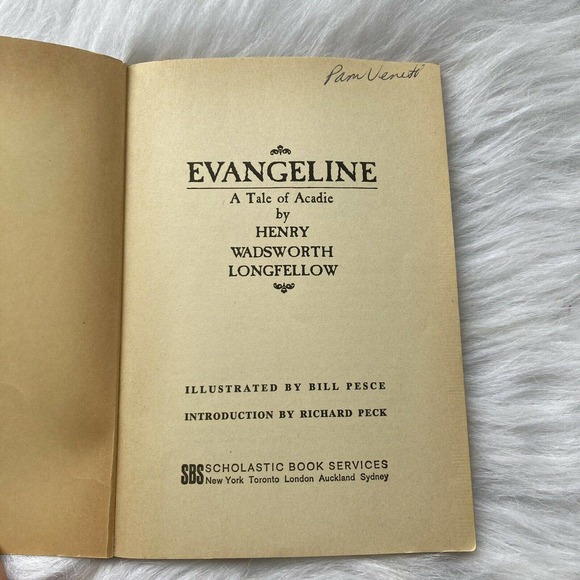 Pam Veneto
EVANGELINE
A Tale of Acadie
by
HENRY
WADSWORTH
LONGFELLOW
ILLUSTRATED BY BILL PESCE
INTRODUCTION BY RICHARD PECK
SBS SCHOLASTIC BOOK SERVICES
New York Toronto London Auckland Sydney